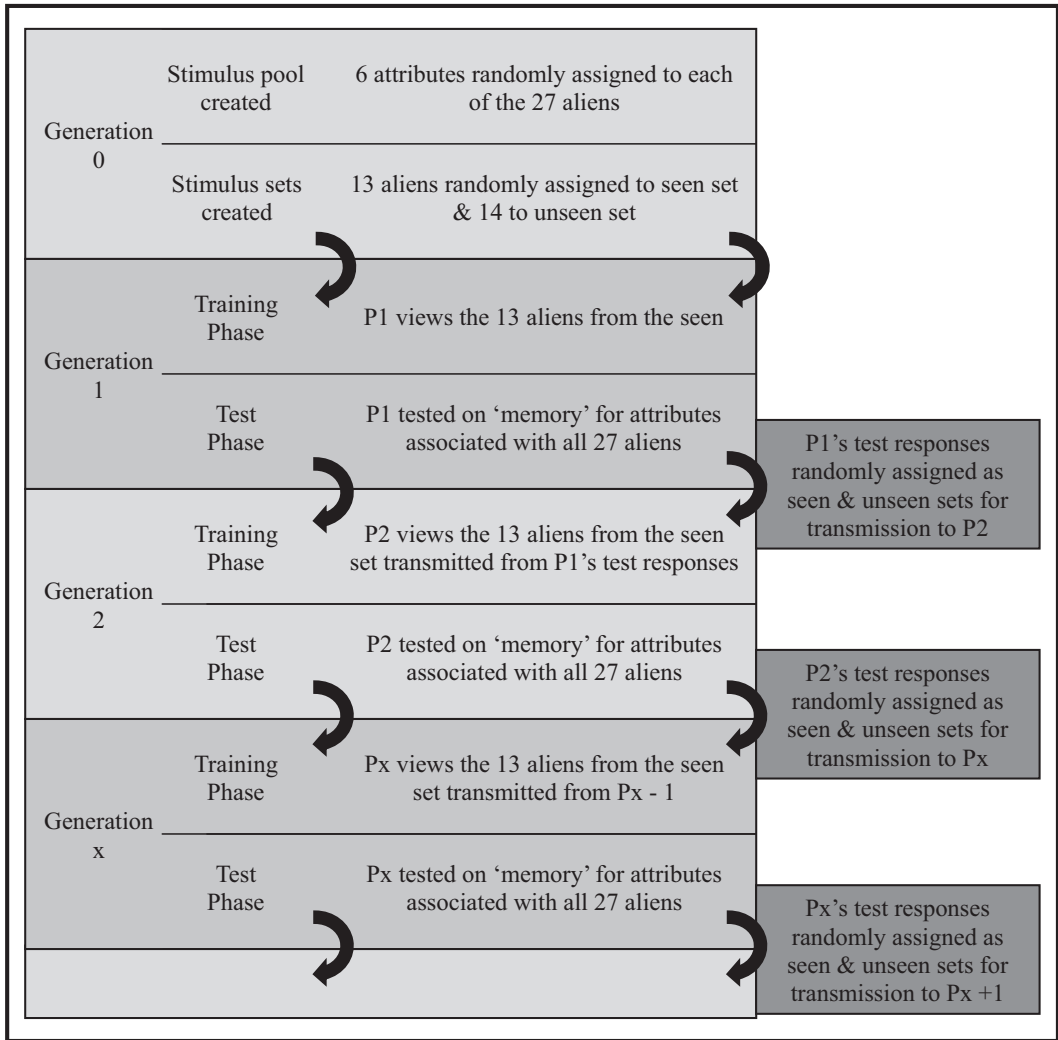 Generation
0
Stimulus pool
created
6 attributes randomly assigned to each
of the 27 aliens
Stimulus sets
created
13 aliens randomly assigned to seen set
& 14 to unseen set
Generation
1
Training
Phase
P1 views the 13 aliens from the seen
Test
Phase
P1 tested on ‘memory’ for attributes
associated with all 27 aliens
P1’s test responses
randomly assigned as
seen & unseen sets for
transmission to P2
Generation
2
Training
Phase
P2 views the 13 aliens from the seen
set transmitted from P1’s test responses
Test
Phase
P2 tested on ‘memory’ for attributes
associated with all 27 aliens
P2’s test responses
randomly assigned as
seen & unseen sets for
transmission to Px
Generation
x
Training
Phase
Px views the 13 aliens from the seen
set transmitted from Px - 1
Test
Phase
Px tested on ‘memory’ for attributes
associated with all 27 aliens
Px’s test responses
randomly assigned as
seen & unseen sets for
transmission to Px +1